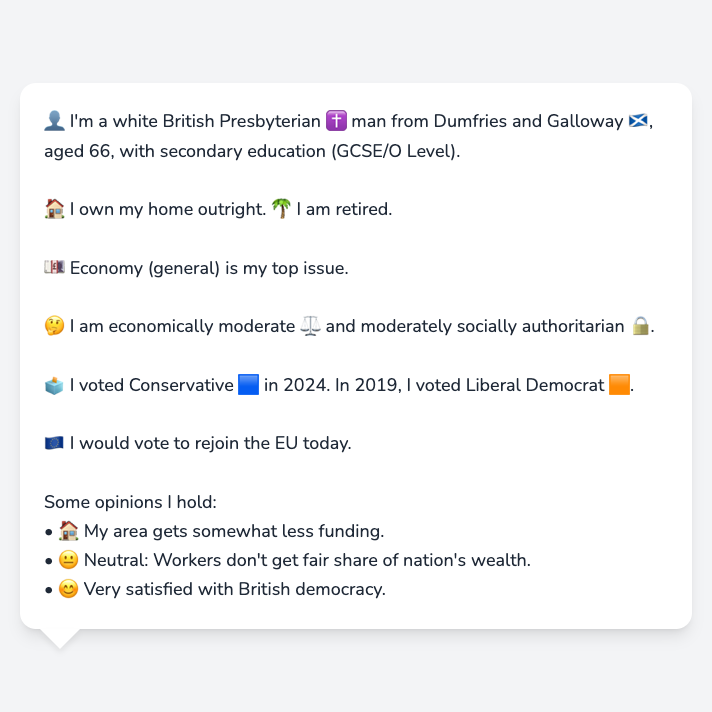 👤 I'm a white British Presbyterian ✝️ man from Dumfries and Galloway 🏴󠁧󠁢󠁳󠁣󠁴󠁿,
aged 66, with secondary education (GCSE/O Level).
🏠 I own my home outright. 🌴 I am retired.
💷 Economy (general) is my top issue.
🤔 I am economically moderate ⚖️ and moderately socially authoritarian 🔒.
🗳️ I voted Conservative 🟦 in 2024. In 2019, I voted Liberal Democrat 🟧.
🇪🇺 I would vote to rejoin the EU today.
Some opinions I hold:
• 🏠 My area gets somewhat less funding.
• 😐 Neutral: Workers don't get fair share of nation's wealth.
• 😊 Very satisfied with British democracy.